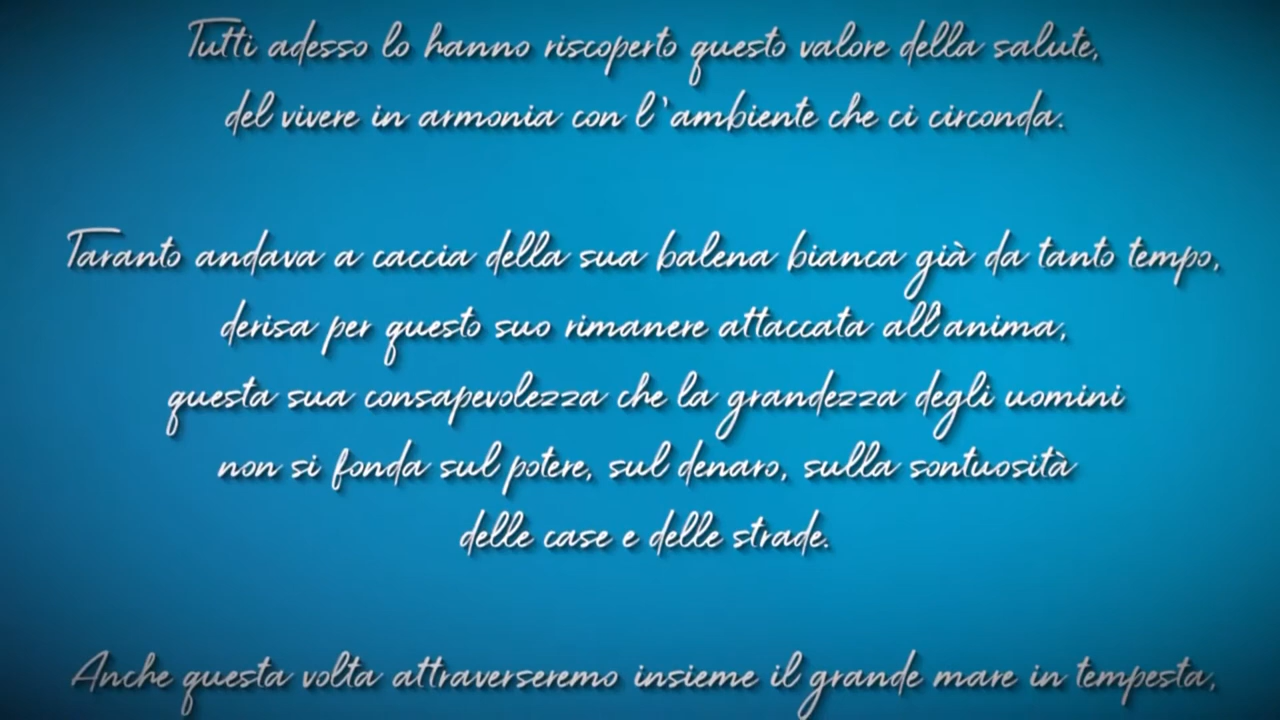 Tutti adesso lo hanno riscoperto questo valore della salute,
del vivere in armonia con l'ambiente che ci circonda.
Taranto andava a caccia della sua balena bianca già da tanto tempo,
derisa per questo suo rimanere attaccata all'anima,
questa sua consapevolezza che la grandezza degli uomini
non si fonda sul potere, sul denaro, sulla sontuosità
delle case e delle strade.
Anche questa volta attraverseremo insieme il grande mare in tempesta,